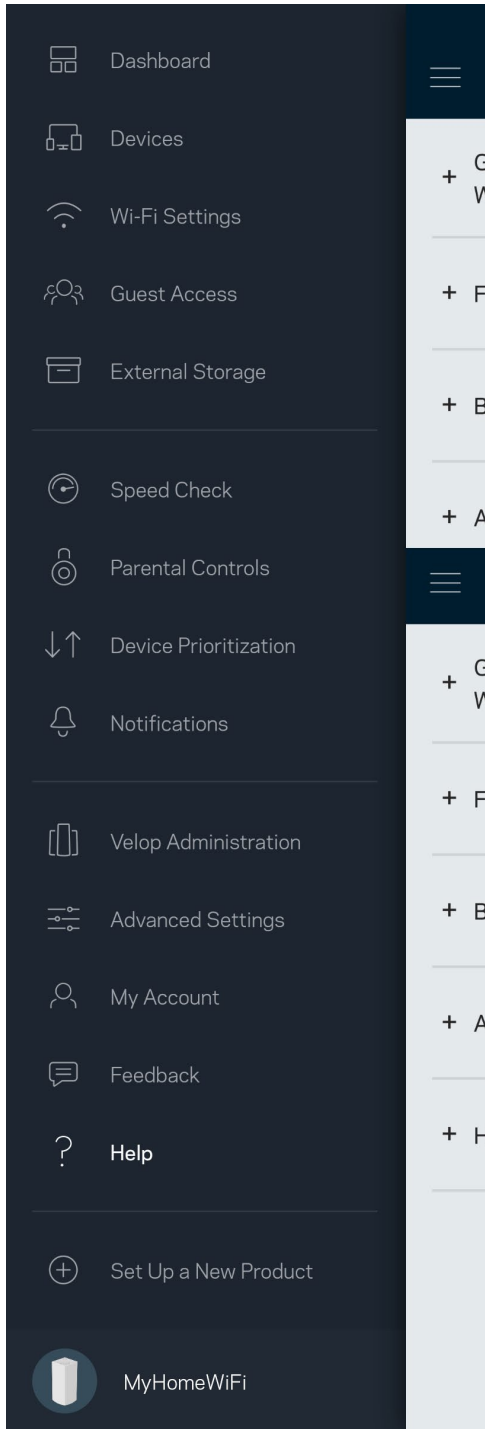 Dashboard
Devices
Wi-Fi Settings
Guest Access
External Storage
Speed Check
Parental Controls
Device Prioritization
Notifications
Velop Administration
Advanced Settings
My Account
Feedback
Help
Set Up a New Product
MyHomeWiFi
+ G
W
+ F
+ B
+ A
+ G
W
+ F
+ B
+ A
+ H